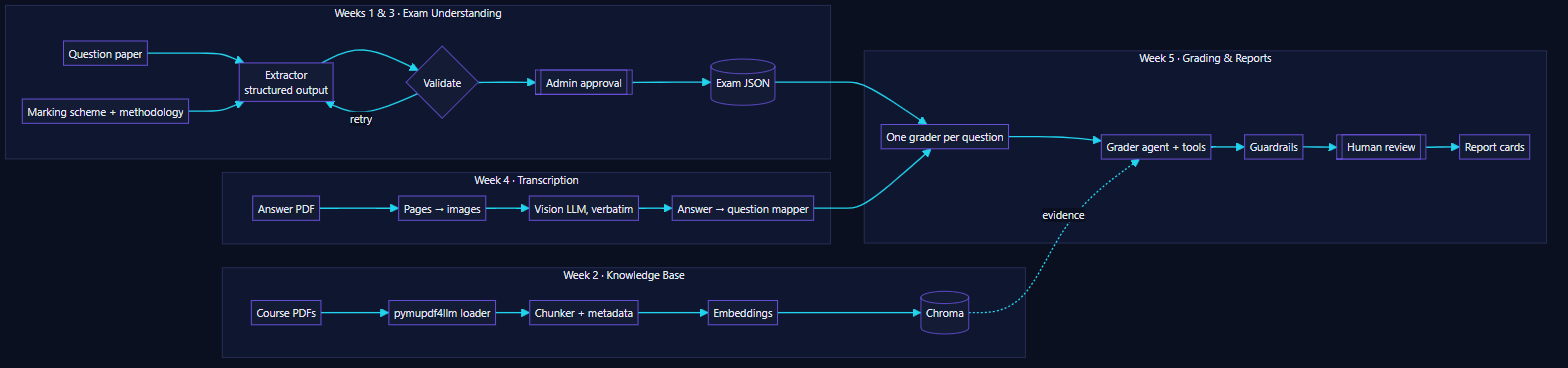 Weeks 1 & 3 · Exam Understanding
Question paper
Marking scheme + methodology
Extractor
structured output
retry
Validate
Admin approval
Exam JSON
Week 4 · Transcription
Answer PDF
Pages → images
Vision LLM, verbatim
Answer → question mapper
Week 2 · Knowledge Base
Course PDFs
pymupdf4llm loader
Chunker + metadata
Embeddings
Chroma
evidence
Week 5 · Grading & Reports
One grader per question
Grader agent + tools
Guardrails
Human review
Report cards